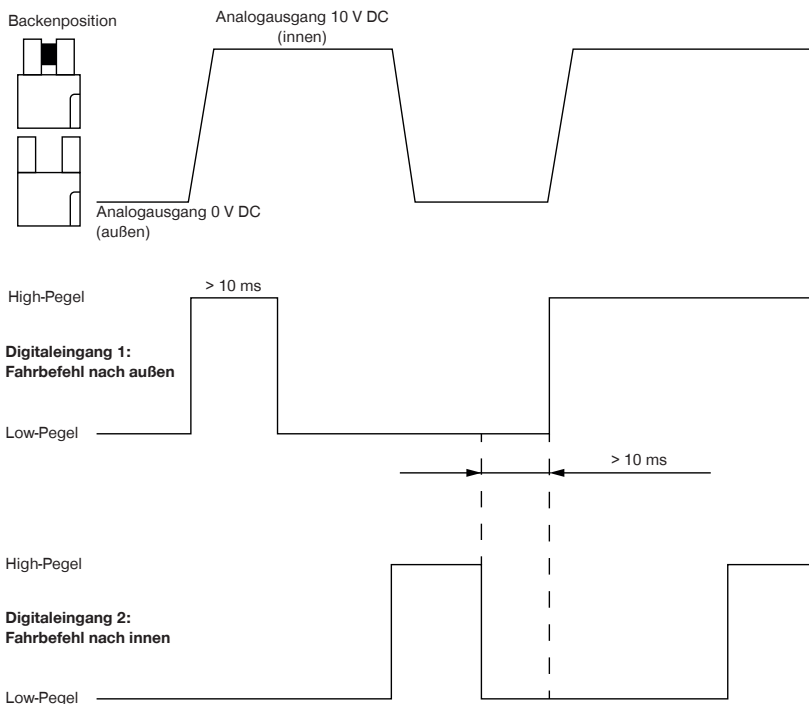 Backenposition
Analogausgang 10 V DC
(innen)
Analogausgang 0 V DC
(außen)
High-Pegel
> 10 ms
Digitaleingang 1:
Fahrbefehl nach außen
Low-Pegel
> 10 ms
High-Pegel
Digitaleingang 2:
Fahrbefehl nach innen
Low-Pegel